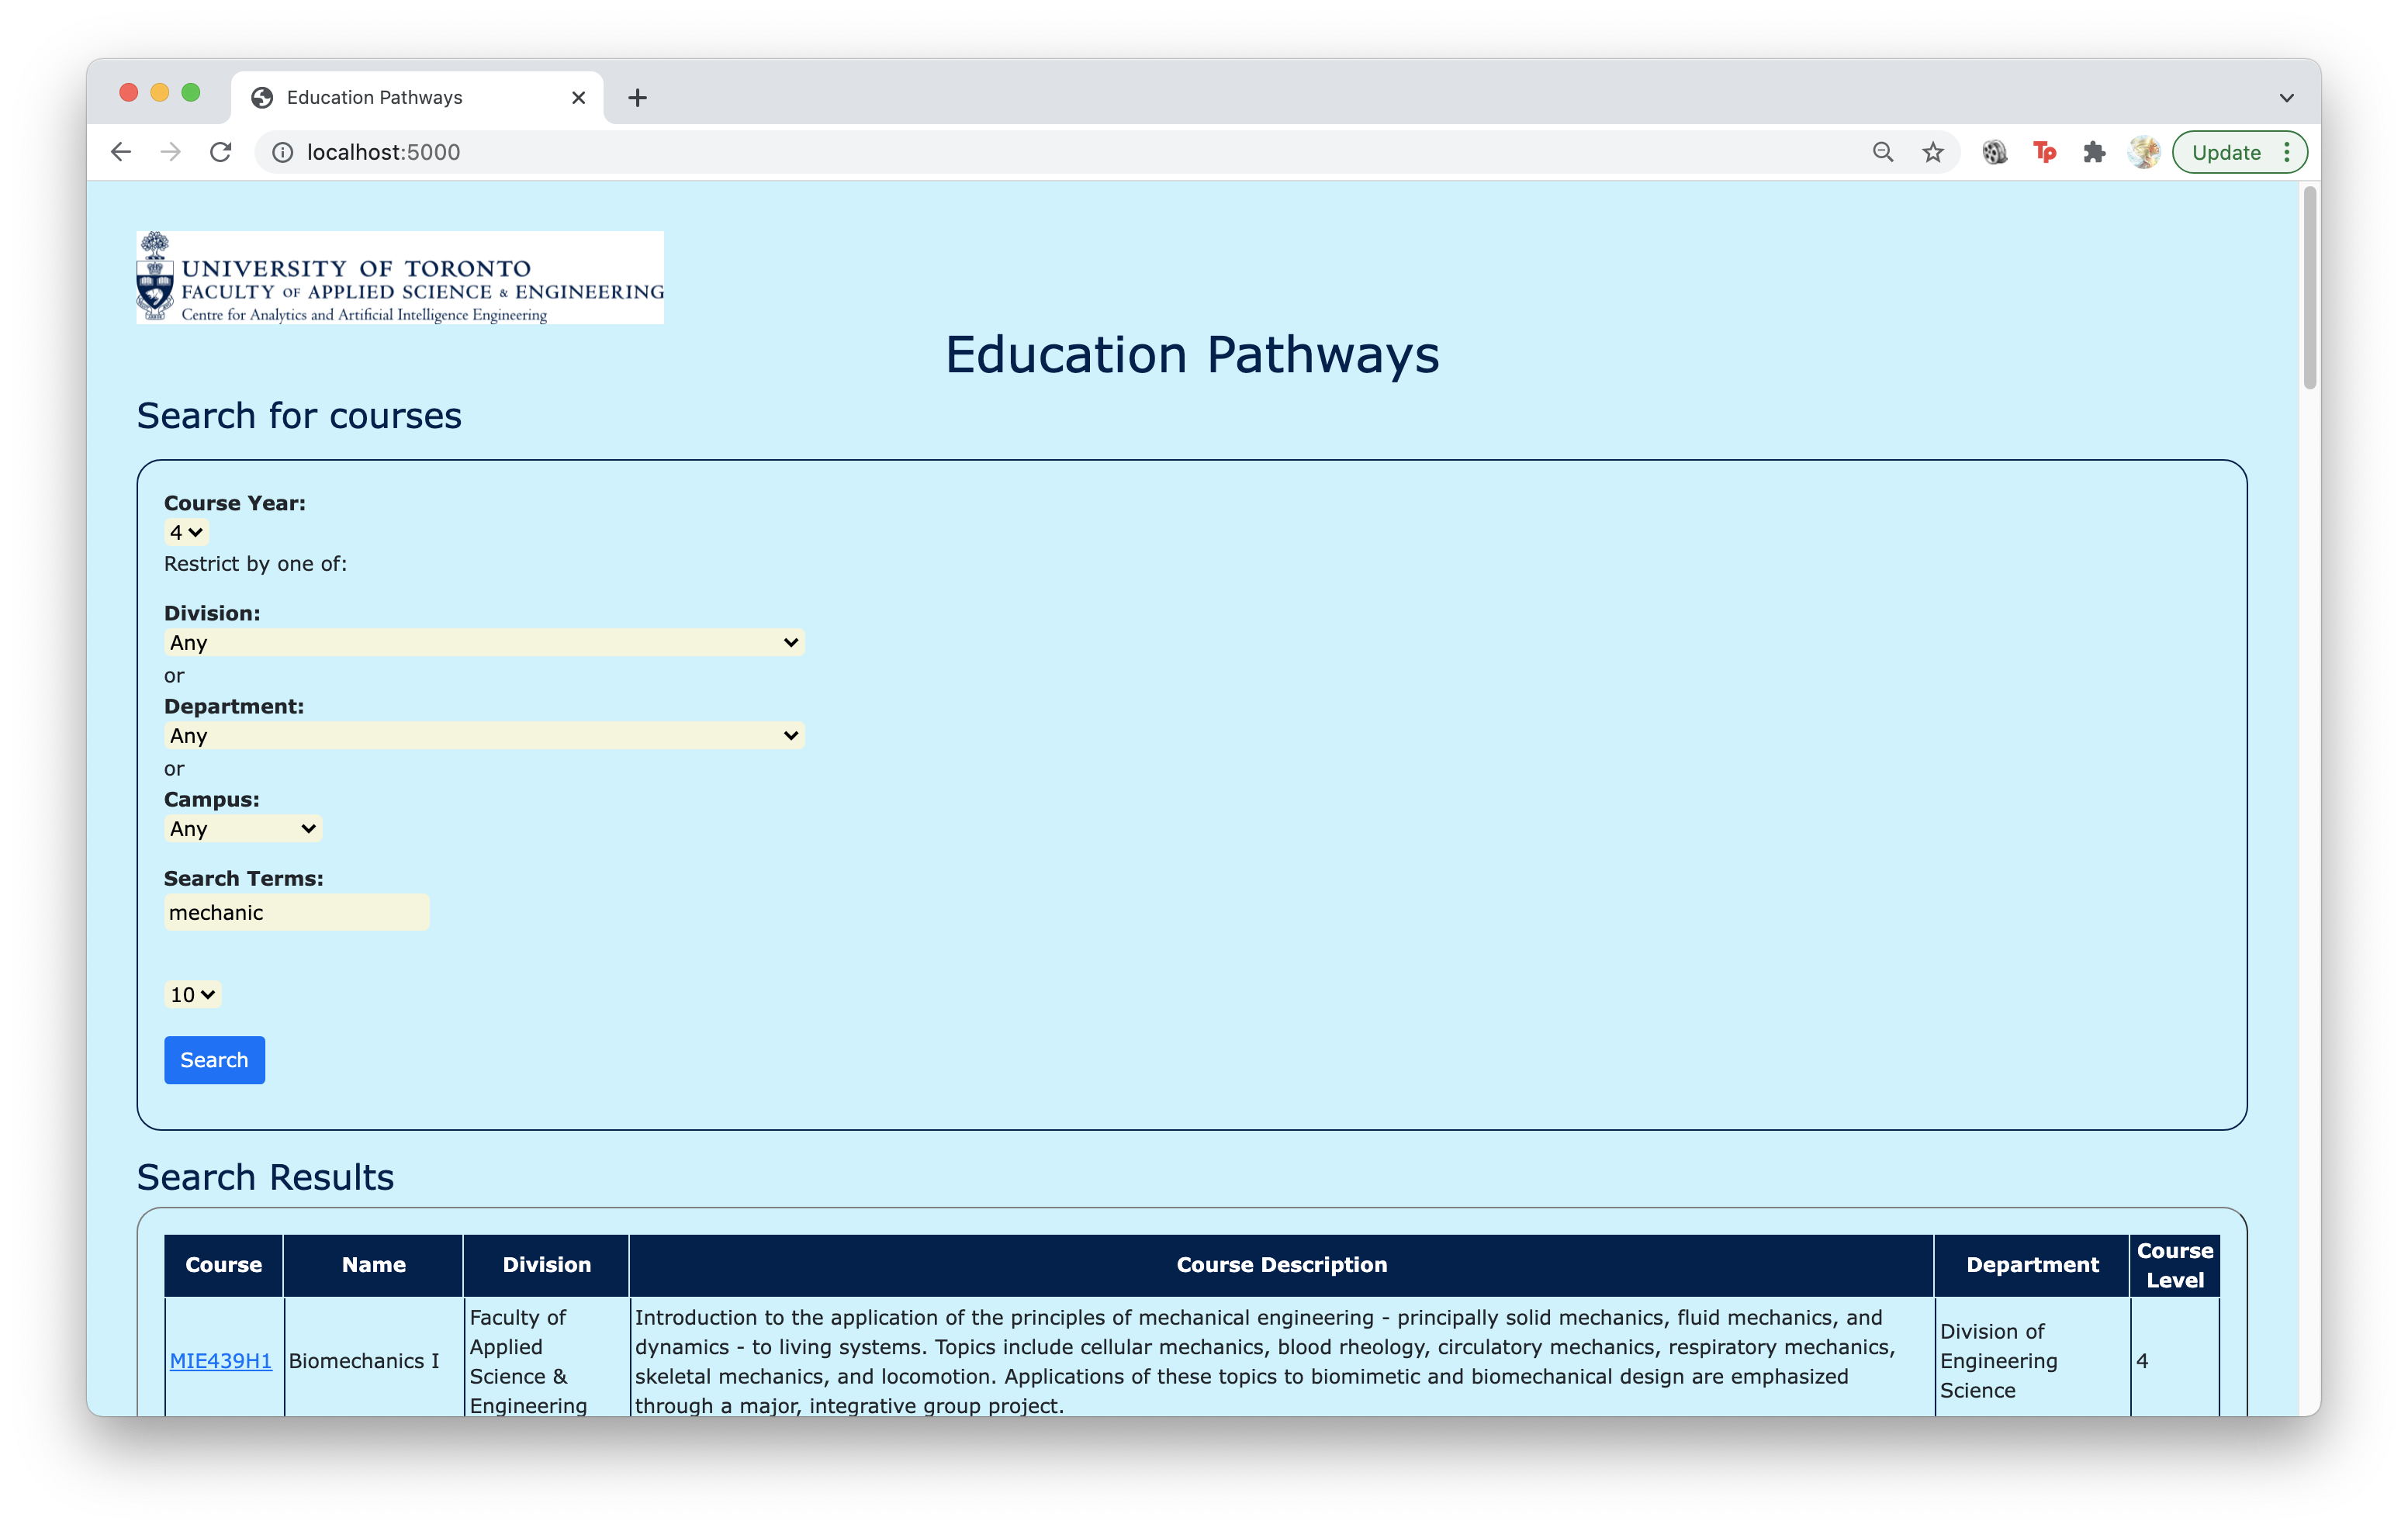 Education Pathways
localhost:5000
Tp
Update
UNIVERSITY OF TORONTO
FACULTY OF APPLIED SCIENCE & ENGINEERING
Centre for Analytics and Artificial Intelligence Engineering
Education Pathways
Search for courses
Course Year:
4
Restrict by one of:
Division:
Any
or
Department:
Any
or
Campus:
Any
Search Terms:
mechanic
10
Search
Search Results
Course Name Division Course Description Department Course Level
MIE439H1
Biomechanics I
Faculty of
Applied
Science &
Engineering
Introduction to the application of the principles of mechanical engineering - principally solid mechanics, fluid mechanics, and
dynamics - to living systems. Topics include cellular mechanics, blood rheology, circulatory mechanics, respiratory mechanics,
skeletal mechanics, and locomotion. Applications of these topics to biomimetic and biomechanical design are emphasized
through a major, integrative group project.
Division of
Engineering
Science
4